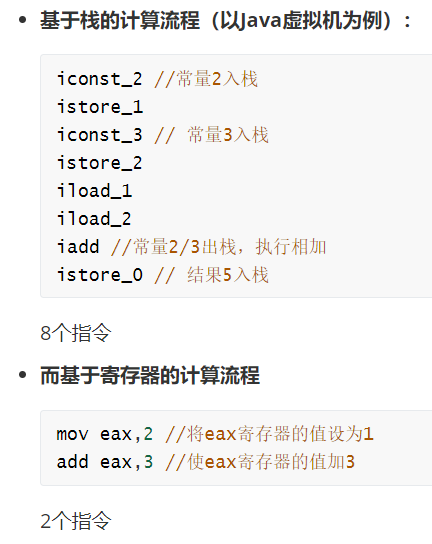 基于栈的计算流程（以Java虚拟机为例）：
iconst_2 //常量2入栈
istore_1
iconst_3 // 常量3入栈
istore_2
iload_1
iload_2
iadd //常量2/3出栈，执行相加
istore_0 // 结果5入栈
8个指令
而基于寄存器的计算流程
mov eax,2 //将eax寄存器的值设为1
add eax,3 //使eax寄存器的值加3
2个指令